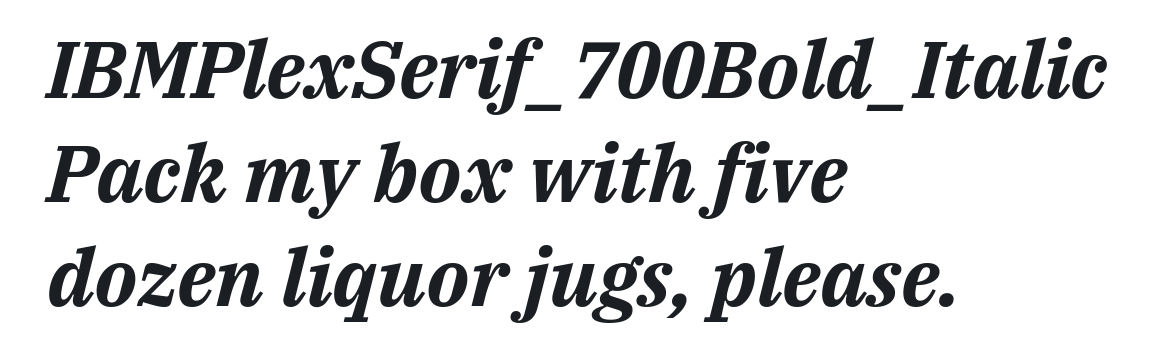 IBMPlexSerif_700Bold_Italic
Pack my box with five
dozen liquor jugs, please.